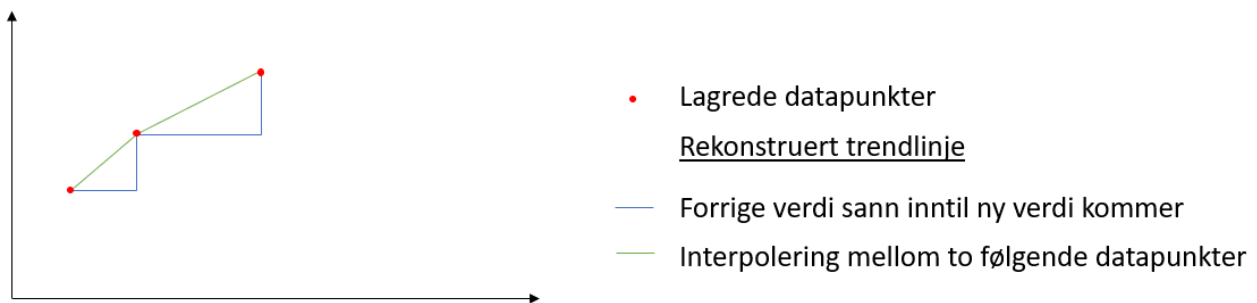 Lagrede datapunkter
Rekonstruert trendlinje
Forrige verdi sann inntil ny verdi kommer
Interpolering mellom to følgende datapunkter